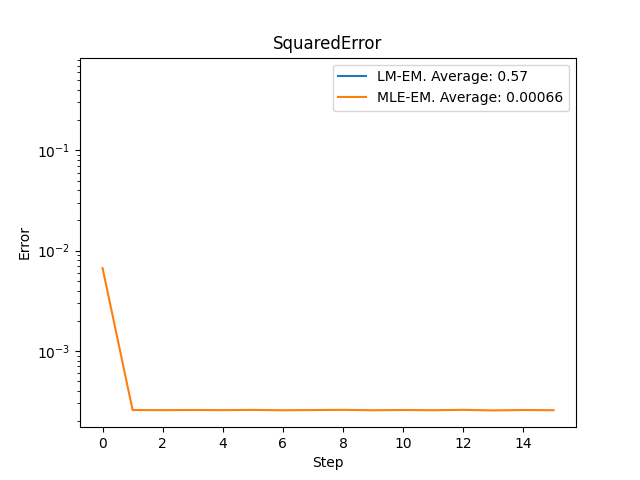 SquaredError
LM-EM. Average: 0.57
MLE-EM. Average: 0.00066
Error
10⁻¹
10⁻²
10⁻³
0 2 4 6 8 10 12 14
Step